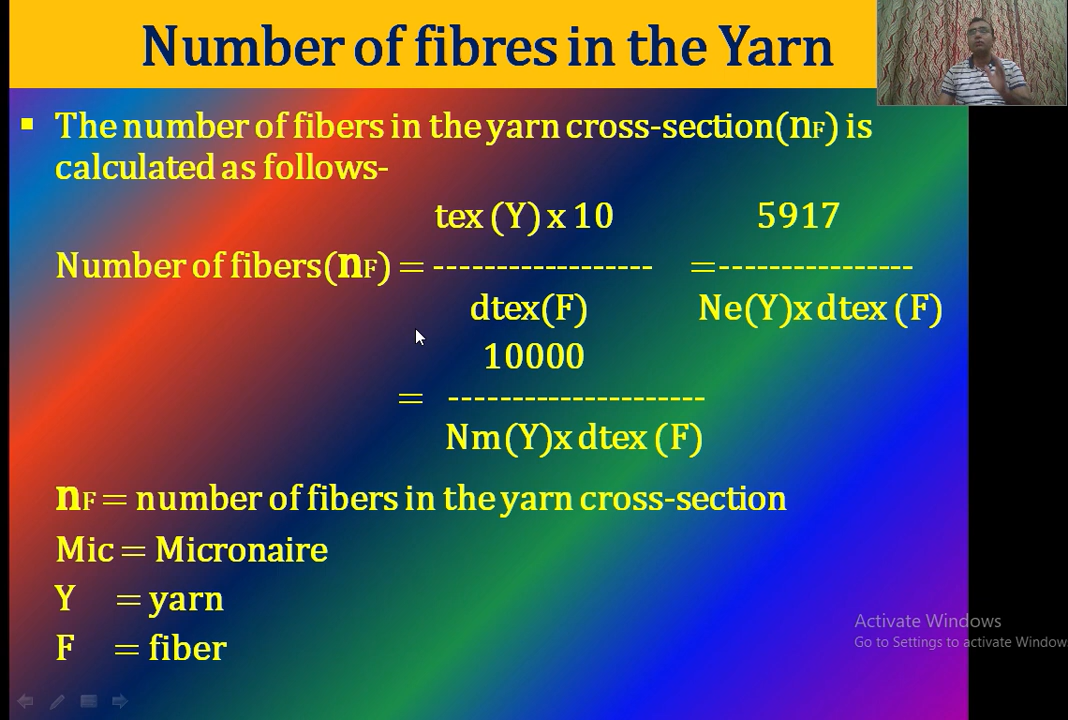 Number of fibres in the Yarn
▪ The number of fibers in the yarn cross-section(nF) is
calculated as follows-
tex (Y) x 10 5917
Number of fibers(nF) = ------------------ =----------------
dtex(F) Ne(Y)x dtex (F)
10000
= ---------------------
Nm(Y)x dtex (F)
nF = number of fibers in the yarn cross-section
Mic = Micronaire
Y = yarn
F = fiber
Activate Windows
Go to Settings to activate Window